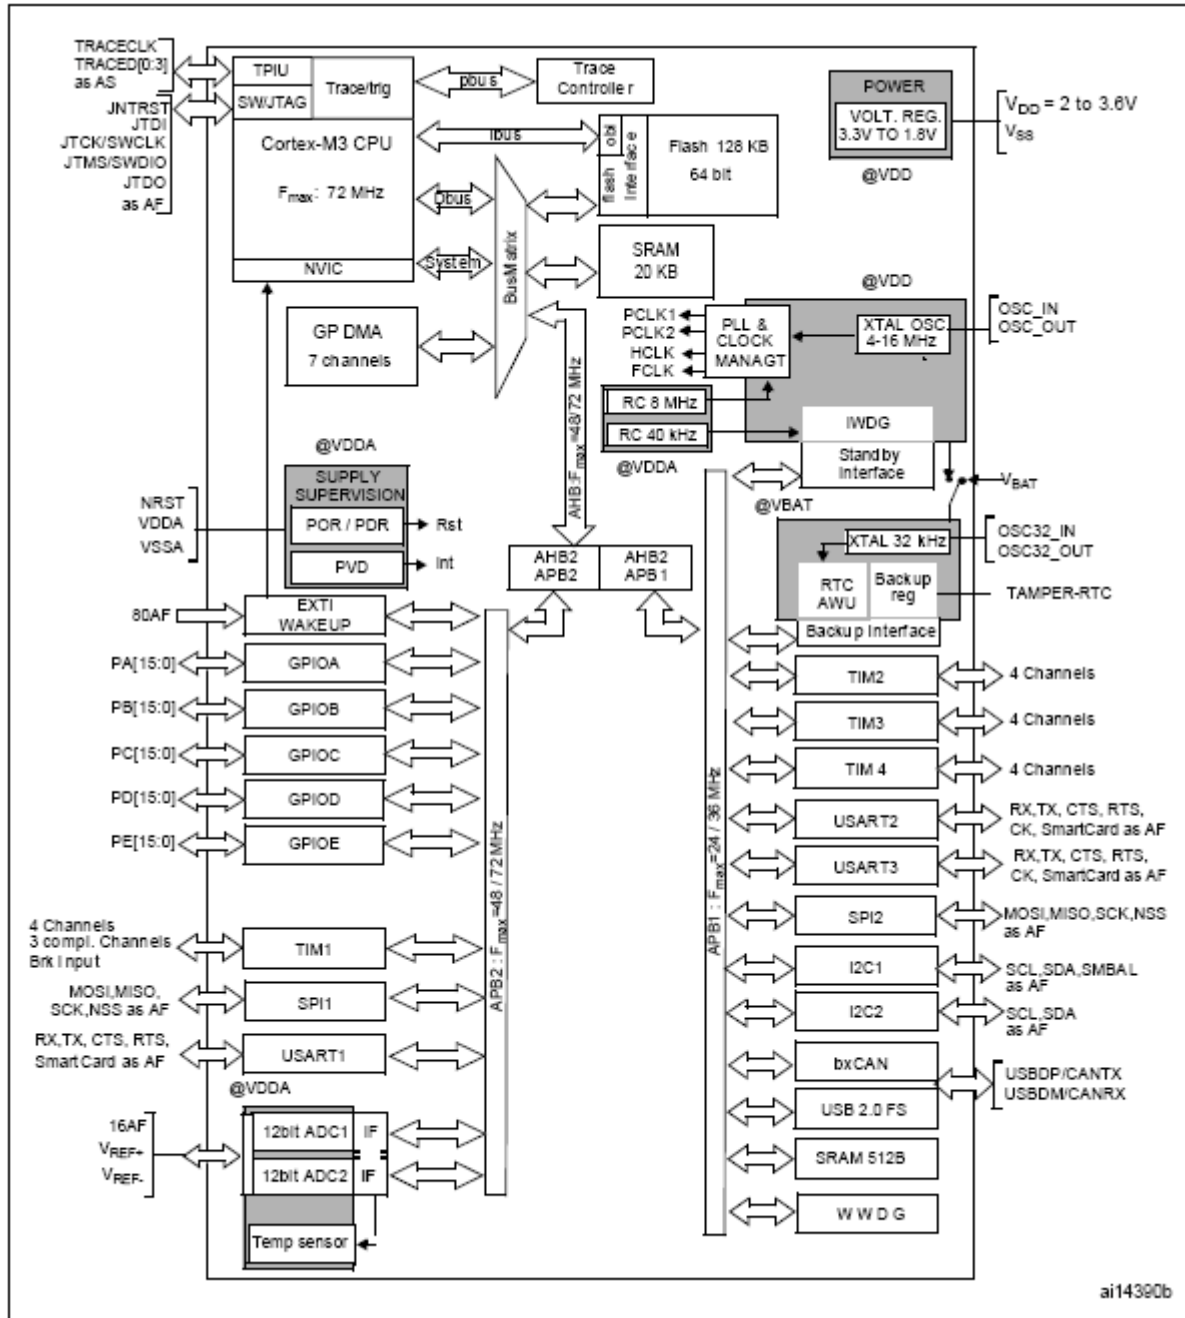 TRACECLK
TRACED[0:3]
as AS
TPIU
SW/JTAG
Trace/trig
pbus
Trace
Controller
POWER
VOLT. REG.
3.3V TO 1.8V
@VDD
VDD = 2 to 3.6V
VSS
JNTRST
JTDI
JTCK/SWCLK
JTMS/SWDIO
JTDO
as AF
Cortex-M3 CPU
Fmax: 72 MHz
NVIC
Ibus
Dbus
System
BusMatrix
flash obl
Interface
Flash 128 KB
64 bit
SRAM
20 KB
GP DMA
7 channels
PCLK1
PCLK2
HCLK
FCLK
PLL &
CLOCK
MANAGT
@VDD
XTAL OSC
4-16 MHz
OSC_IN
OSC_OUT
RC 8 MHz
RC 40 kHz
@VDDA
IWDG
Standby
Interface
AHB:Fmax=48/72 MHz
@VDDA
SUPPLY
SUPERVISION
POR / PDR
PVD
Rst
Int
NRST
VDDA
VSSA
@VBAT
VBAT
XTAL 32 kHz
OSC32_IN
OSC32_OUT
RTC
AWU
Backup
reg
TAMPER-RTC
Backup Interface
AHB2
APB2
AHB2
APB1
80AF
EXTI
WAKEUP
PA[15:0]
GPIOA
PB[15:0]
GPIOB
PC[15:0]
GPIOC
PD[15:0]
GPIOD
PE[15:0]
GPIOE
4 Channels
3 compl. Channels
Brk Input
TIM1
MOSI,MISO,
SCK,NSS as AF
SPI1
RX,TX, CTS, RTS,
SmartCard as AF
USART1
@VDDA
16AF
VREF+
VREF-
12bit ADC1 IF
12bit ADC2 IF
Temp sensor
APB2 : Fmax=48 / 72 MHz
APB1 : Fmax=24 / 36 MHz
TIM2
4 Channels
TIM3
4 Channels
TIM 4
4 Channels
USART2
RX,TX, CTS, RTS,
CK, SmartCard as AF
USART3
RX,TX, CTS, RTS,
CK, SmartCard as AF
SPI2
MOSI,MISO,SCK,NSS
as AF
I2C1
SCL,SDA,SMBAL
as AF
I2C2
SCL,SDA
as AF
bxCAN
USBDP/CANTX
USBDM/CANRX
USB 2.0 FS
SRAM 512B
W W D G
ai14390b